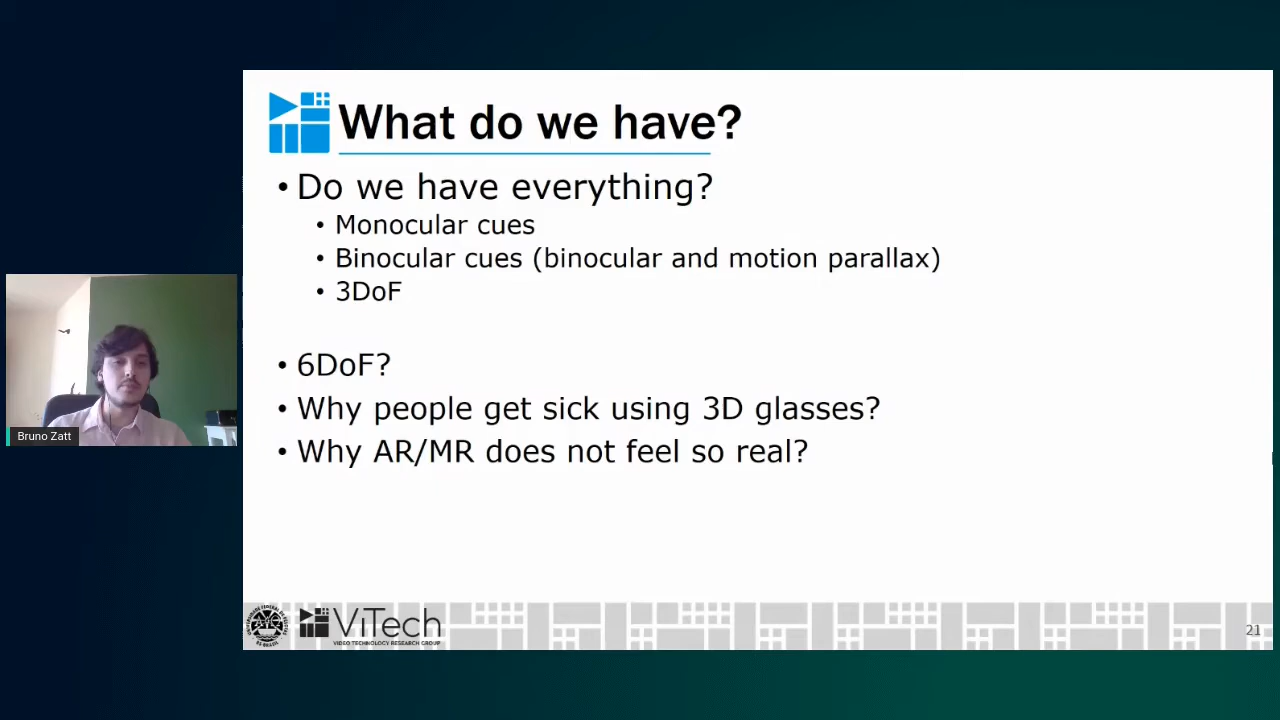 What do we have?
• Do we have everything?
• Monocular cues
• Binocular cues (binocular and motion parallax)
• 3DoF
• 6DoF?
• Why people get sick using 3D glasses?
• Why AR/MR does not feel so real?
Bruno Zatt
ViTech
VIDEO TECHNOLOGY RESEARCH GROUP
21